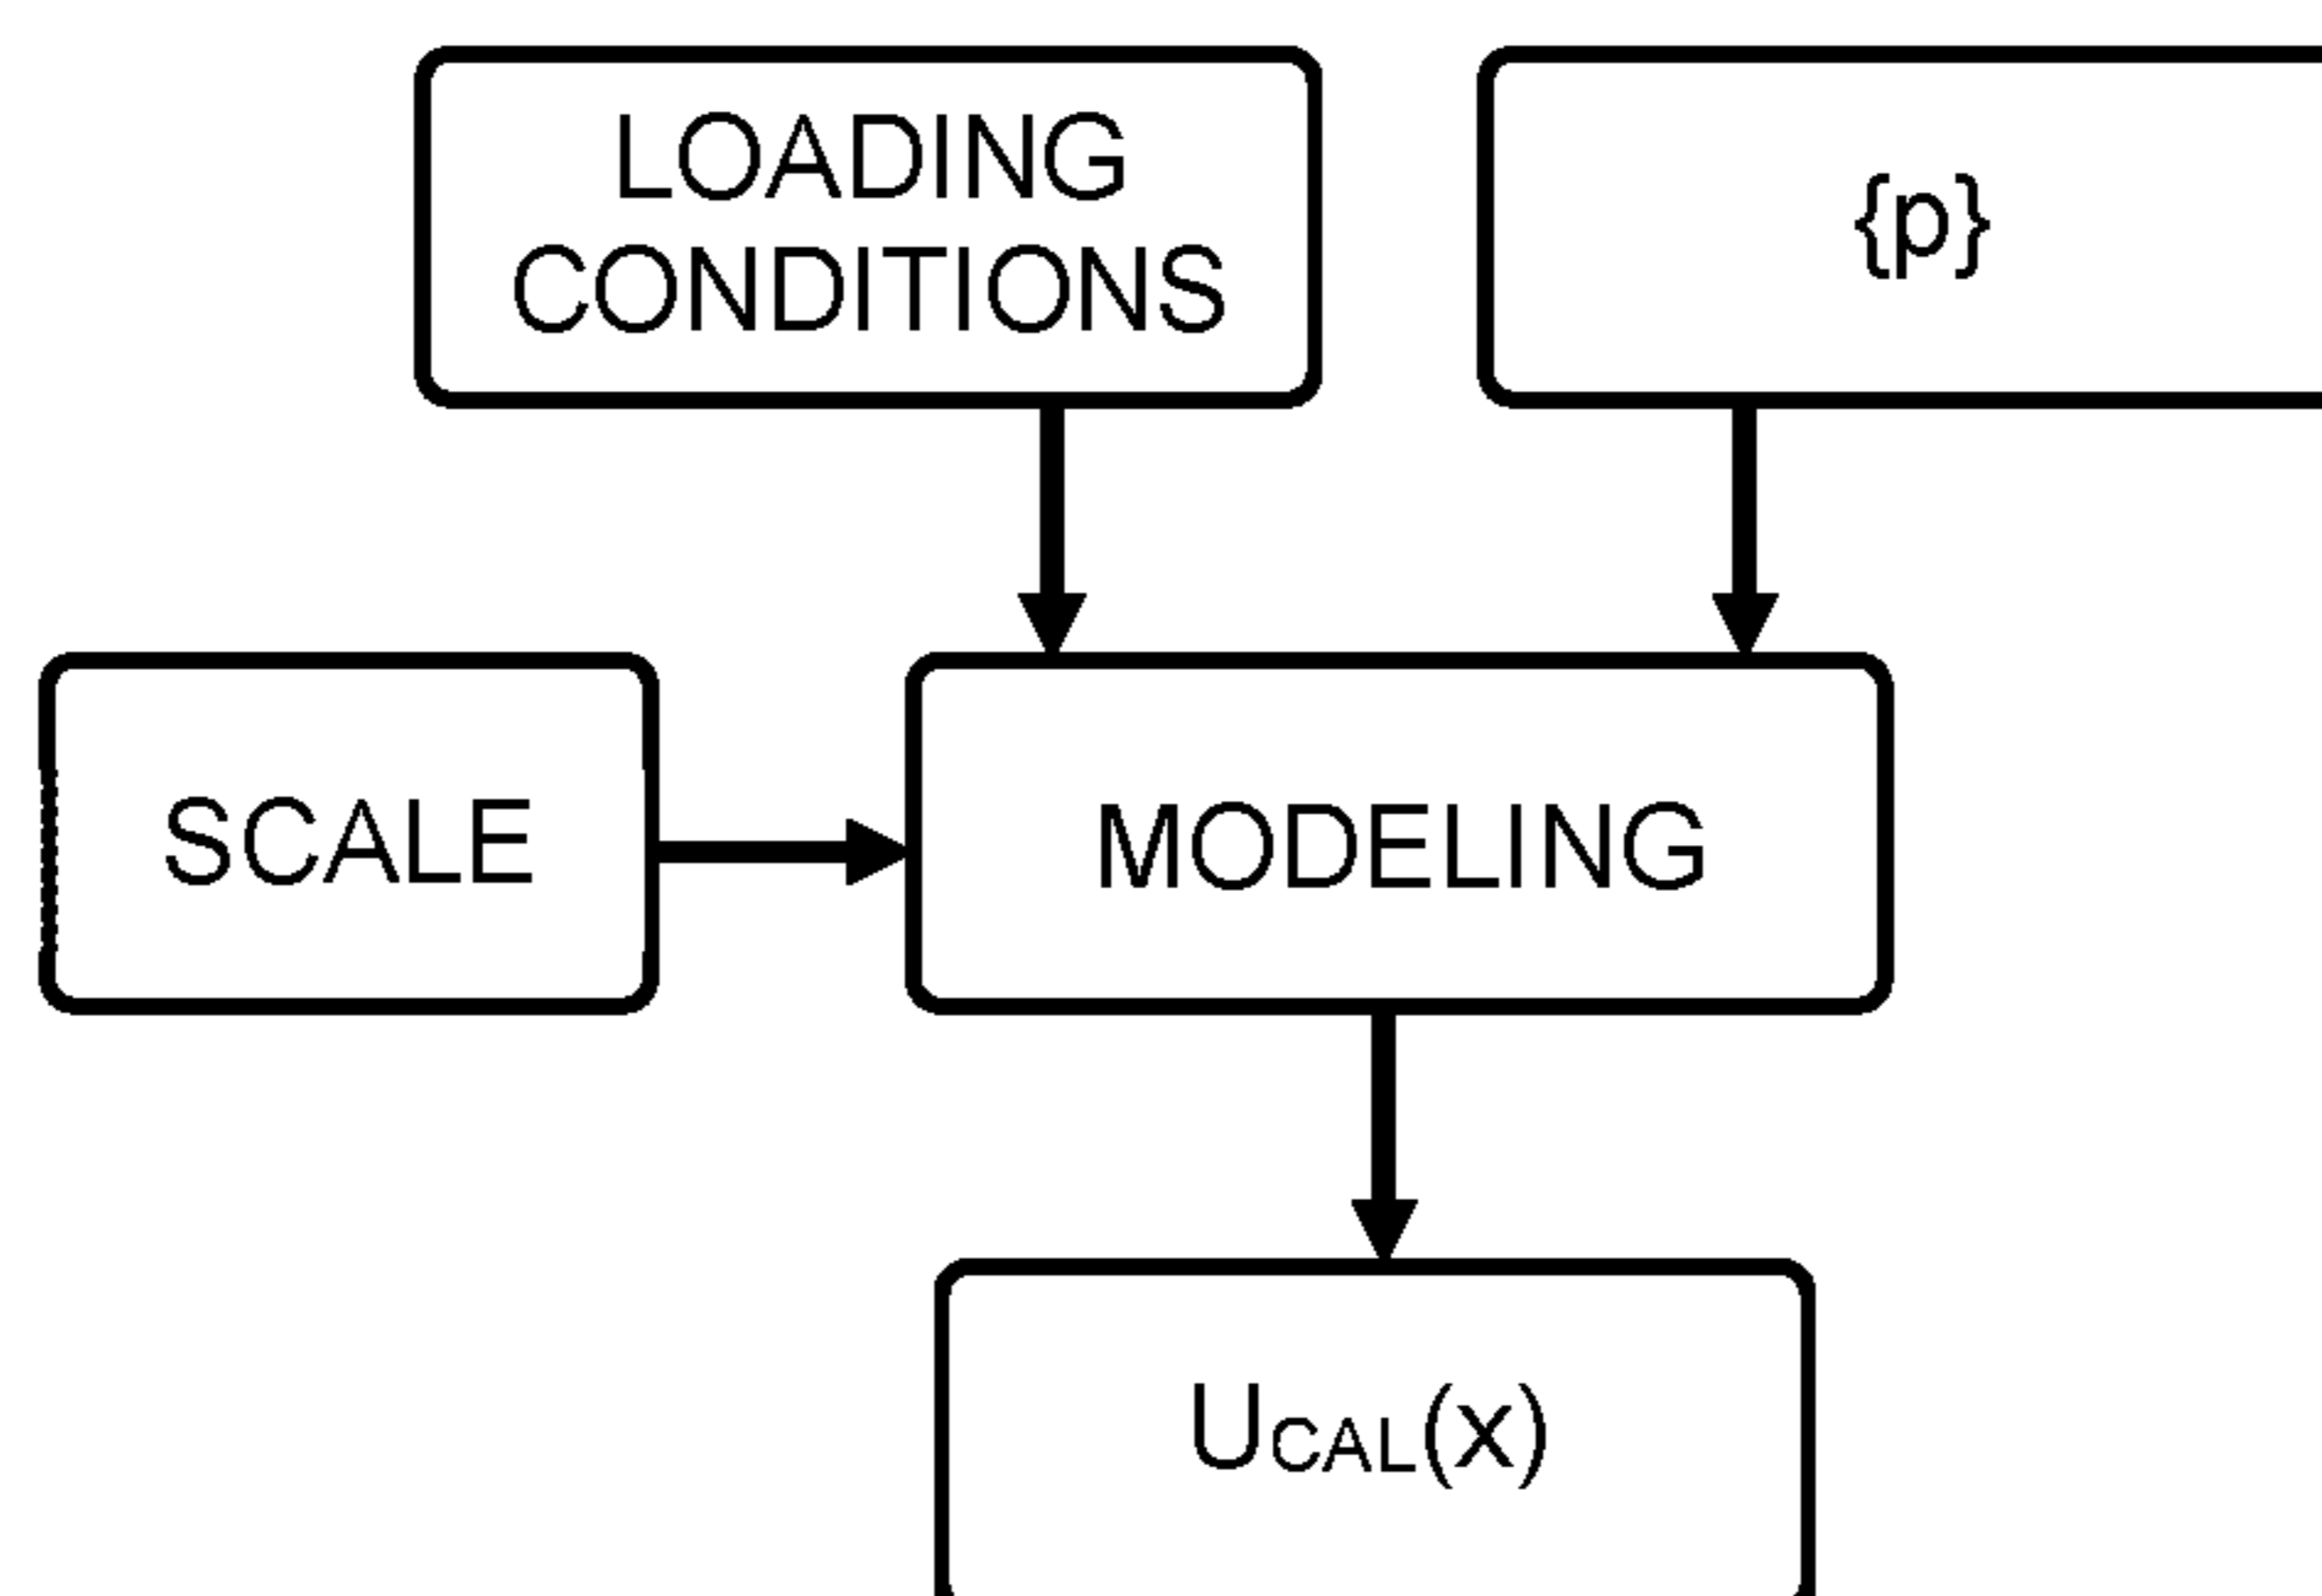 LOADING
CONDITIONS
{p}
SCALE
MODELING
UCAL(x)